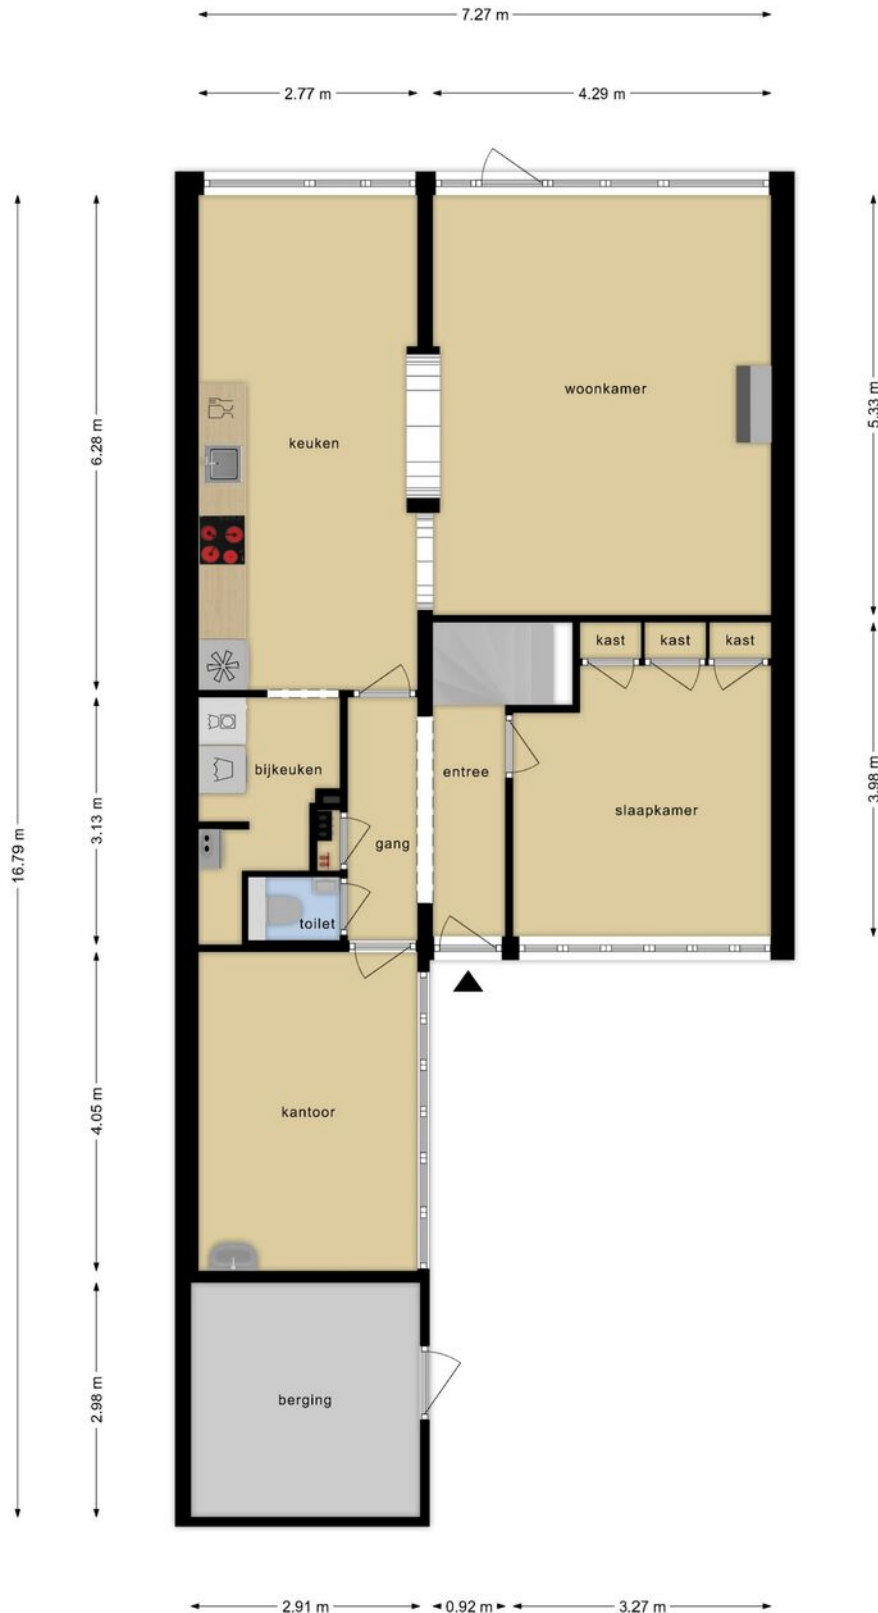 7.27 m
2.77 m
4.29 m
woonkamer
keuken
6.28 m
5.33 m
kast
kast
kast
bijkeuken
entree
slaapkamer
gang
toilet
3.13 m
3.98 m
16.79 m
kantoor
4.05 m
berging
2.98 m
2.91 m
0.92 m
3.27 m